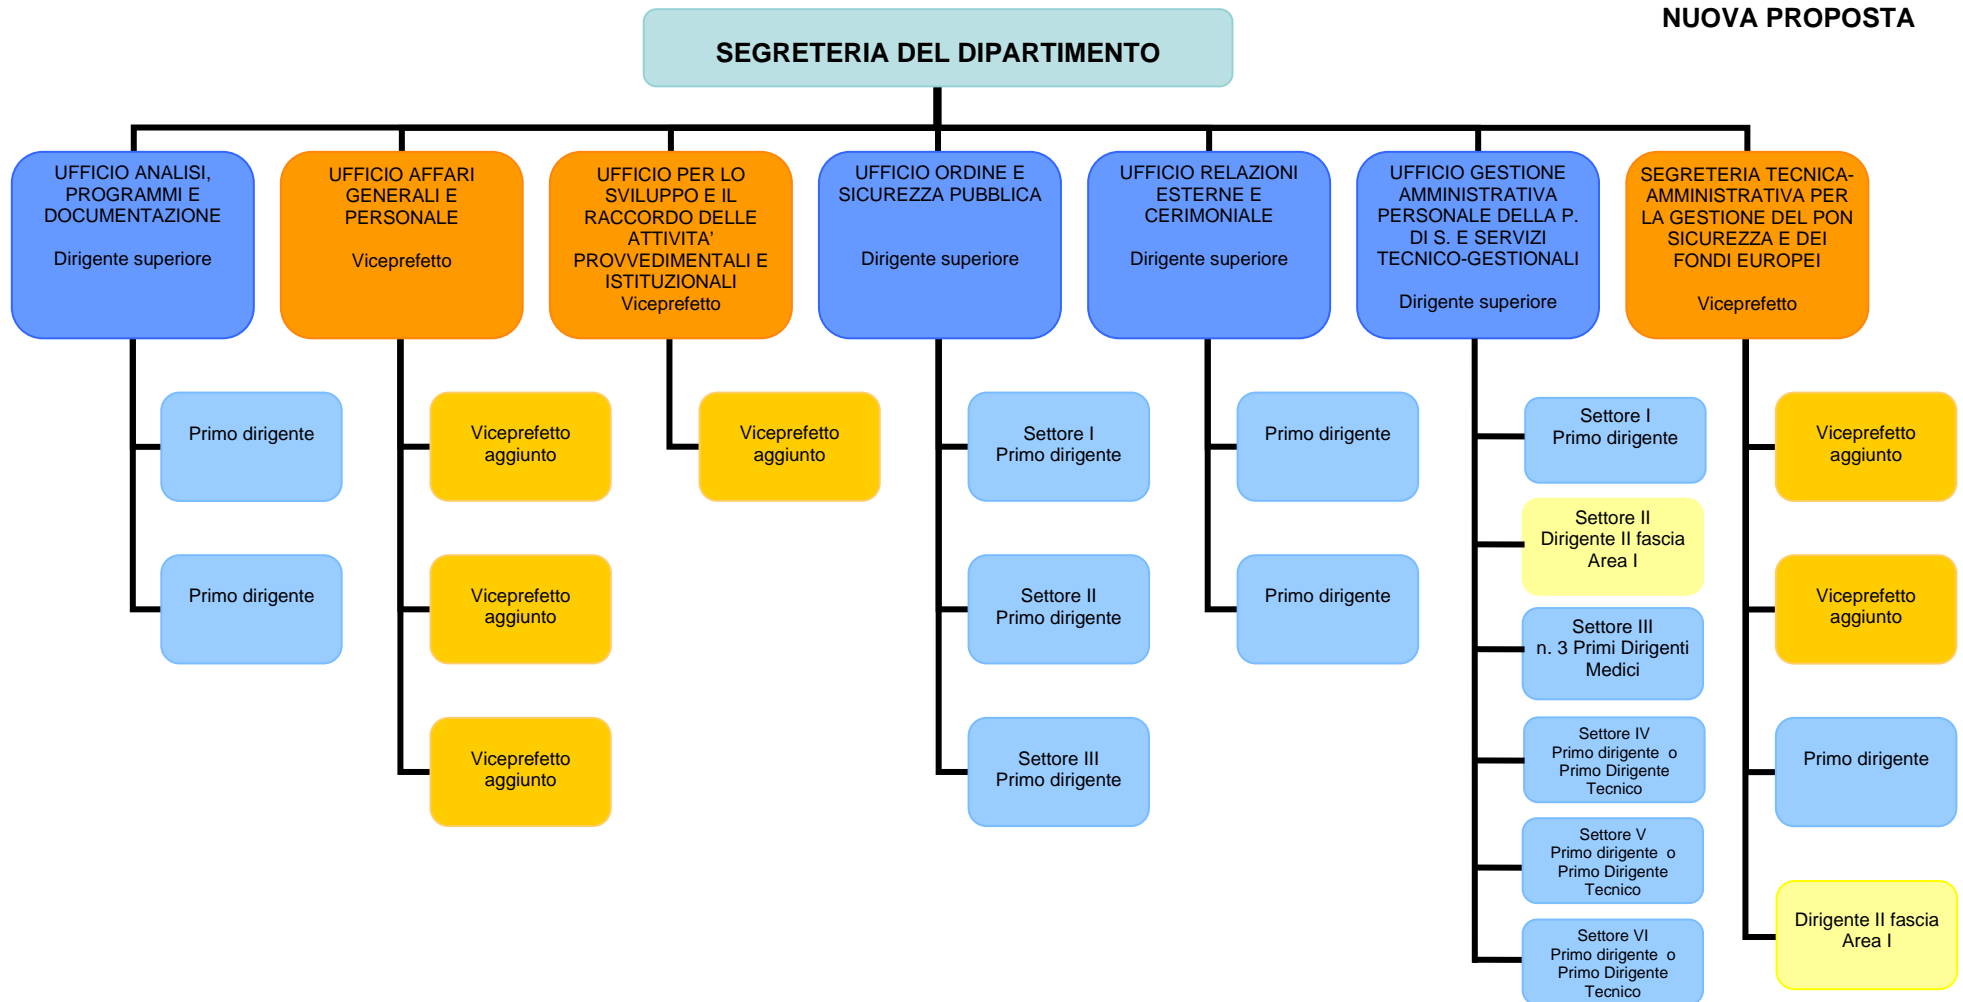 NUOVA PROPOSTA
SEGRETERIA DEL DIPARTIMENTO
UFFICIO ANALISI,
PROGRAMMI E
DOCUMENTAZIONE
Dirigente superiore
UFFICIO AFFARI
GENERALI E
PERSONALE
Viceprefetto
UFFICIO PER LO
SVILUPPO E IL
RACCORDO DELLE
ATTIVITA’
PROVVEDIMENTALI E
ISTITUZIONALI
Viceprefetto
UFFICIO ORDINE E
SICUREZZA PUBBLICA
Dirigente superiore
UFFICIO RELAZIONI
ESTERNE E
CERIMONIALE
Dirigente superiore
UFFICIO GESTIONE
AMMINISTRATIVA
PERSONALE DELLA P.
DI S. E SERVIZI
TECNICO-GESTIONALI
Dirigente superiore
SEGRETERIA TECNICA-
AMMINISTRATIVA PER
LA GESTIONE DEL PON
SICUREZZA E DEI
FONDI EUROPEI
Viceprefetto
Primo dirigente
Primo dirigente
Viceprefetto
aggiunto
Viceprefetto
aggiunto
Viceprefetto
aggiunto
Viceprefetto
aggiunto
Settore I
Primo dirigente
Settore II
Primo dirigente
Settore III
Primo dirigente
Primo dirigente
Primo dirigente
Settore I
Primo dirigente
Settore II
Dirigente II fascia
Area I
Settore III
n. 3 Primi Dirigenti
Medici
Settore IV
Primo dirigente o
Primo Dirigente
Tecnico
Settore V
Primo dirigente o
Primo Dirigente
Tecnico
Settore VI
Primo dirigente o
Primo Dirigente
Tecnico
Viceprefetto
aggiunto
Viceprefetto
aggiunto
Primo dirigente
Dirigente II fascia
Area I